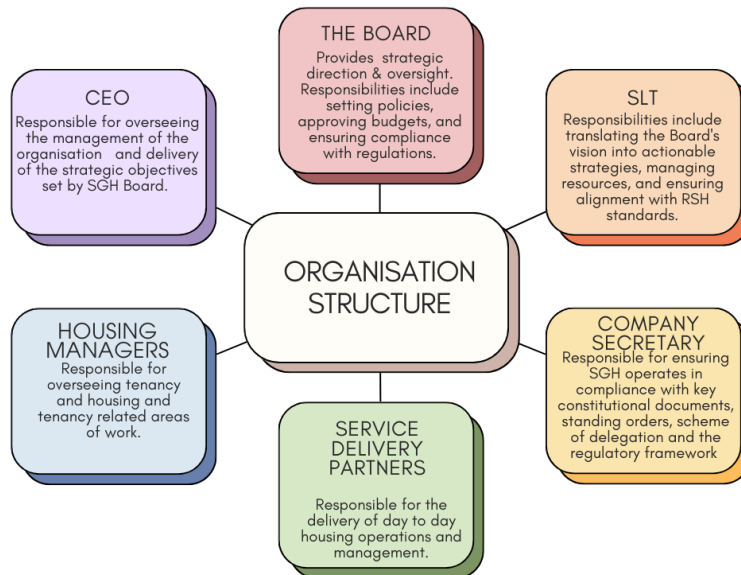 THE BOARD
Provides strategic
direction & oversight.
Responsibilities include
setting policies,
approving budgets, and
ensuring compliance
with regulations.
CEO
Responsible for overseeing
the management of the
organisation and delivery
of the strategic objectives
set by SGH Board.
SLT
Responsibilities include
translating the Board's
vision into actionable
strategies, managing
resources, and ensuring
alignment with RSH
standards.
ORGANISATION
STRUCTURE
HOUSING
MANAGERS
Responsible for
overseeing tenancy
and housing and
tenancy related areas
of work.
COMPANY
SECRETARY
Responsible for ensuring
SGH operates in
compliance with key
constitutional documents,
standing orders, scheme
of delegation and the
regulatory framework
SERVICE
DELIVERY
PARTNERS
Responsible for the
delivery of day to day
housing operations and
management.